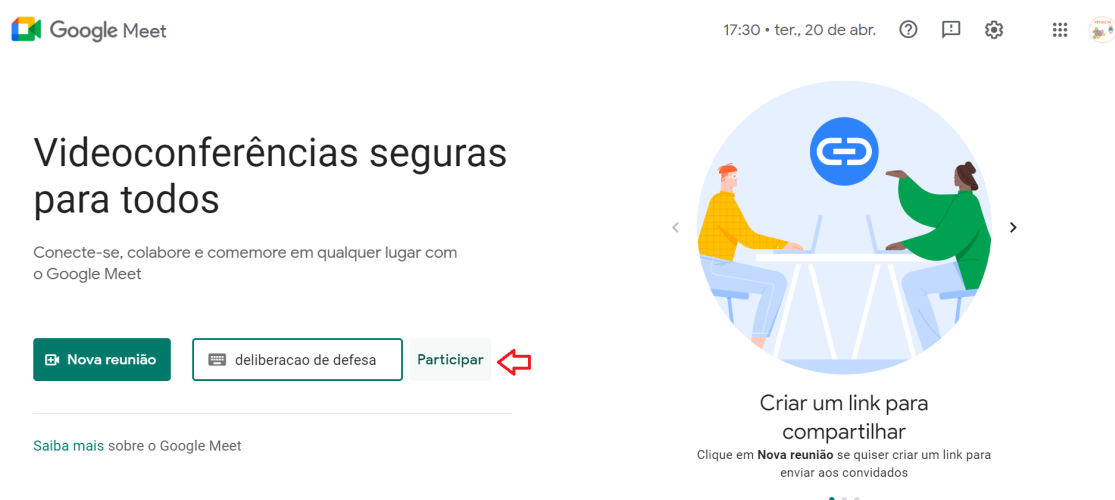 Google Meet
17:30 • ter., 20 de abr.
Videoconferências seguras
para todos
Conecte-se, colabore e comemore em qualquer lugar com
o Google Meet
Nova reunião
deliberacao de defesa
Participar
Saiba mais sobre o Google Meet
Criar um link para
compartilhar
Clique em Nova reunião se quiser criar um link para
enviar aos convidados